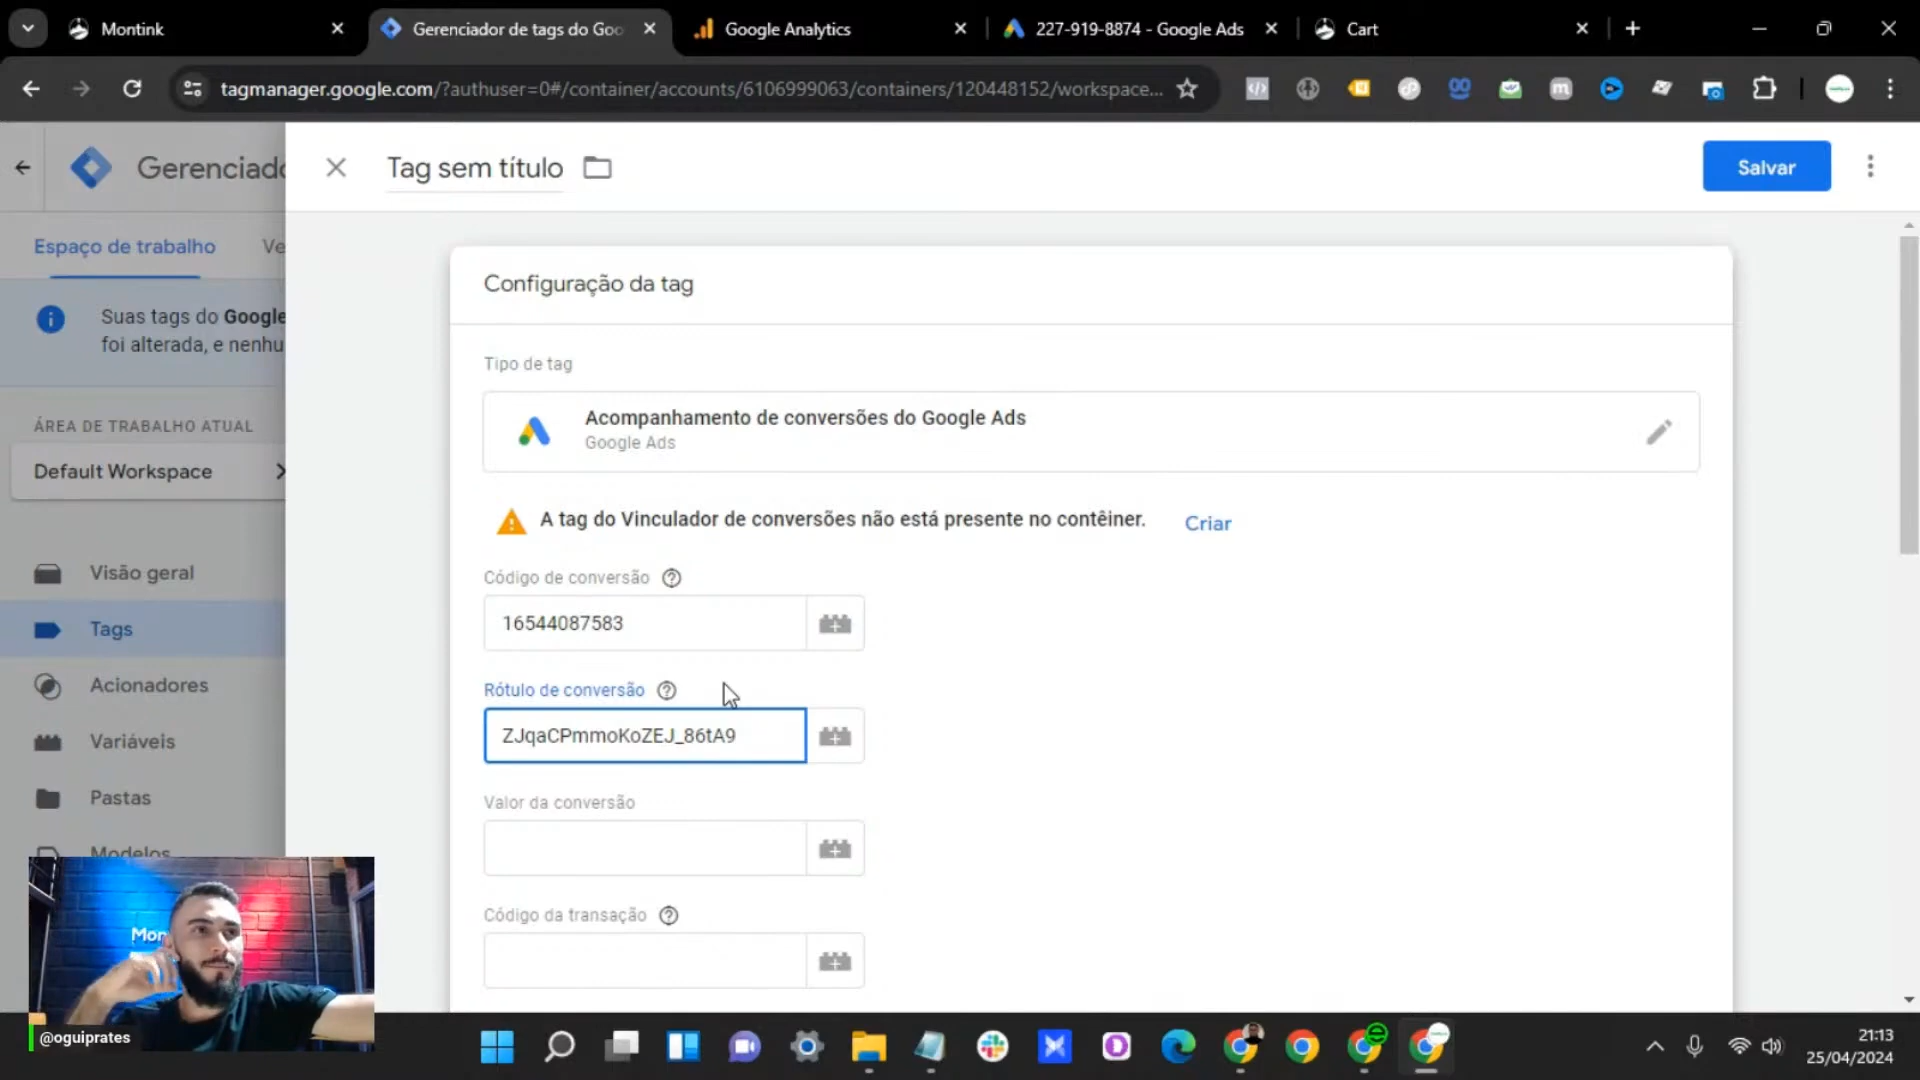 Montink
Gerenciador de tags do Goo
Google Analytics
227-919-8874 - Google Ads
Cart
tagmanager.google.com/?authuser=0#/container/accounts/6106999063/containers/120448152/workspace...
Gerenciado
Tag sem título
Salvar
Espaço de trabalho
Ve
Suas tags do Google
foi alterada, e nenhu
ÁREA DE TRABALHO ATUAL
Default Workspace
Visão geral
Tags
Acionadores
Variáveis
Pastas
Modelos
Configuração da tag
Tipo de tag
Acompanhamento de conversões do Google Ads
Google Ads
A tag do Vinculador de conversões não está presente no contêiner.
Criar
Código de conversão
16544087583
Rótulo de conversão
ZJqaCPmmoKoZEJ_86tA9
Valor da conversão
Código da transação
Mon
@oguiprates
21:13
25/04/2024